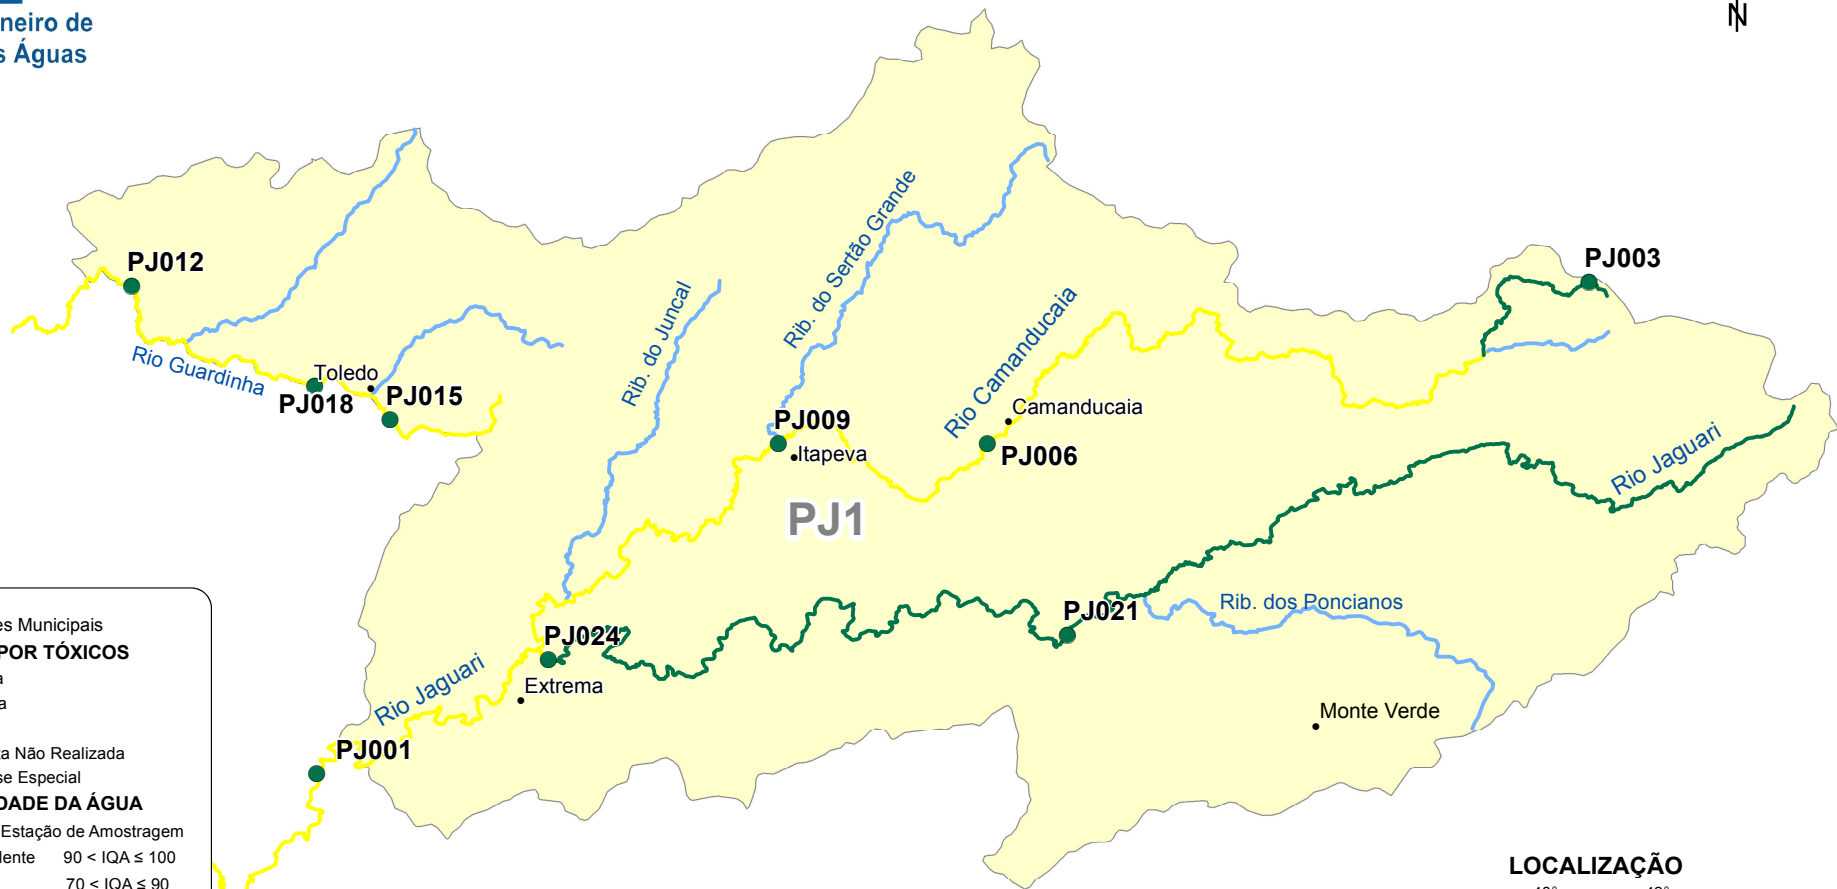 neiro de
s Águas
N
PJ012
PJ003
Rib. do Sertão Grande
Rib. do Juncal
Rio Camanducaia
Rio Guardinha
Toledo
PJ018
PJ015
Camanducaia
PJ009
Itapeva
PJ006
Rio Jaguari
PJ1
PJ021
Rib. dos Poncianos
PJ024
Extrema
Rio Jaguari
Monte Verde
PJ001
es Municipais
POR TÓXICOS
a
a
ta Não Realizada
se Especial
DADE DA ÁGUA
Estação de Amostragem
lente 90 < IQA ≤ 100
70 < IQA ≤ 90
LOCALIZAÇÃO